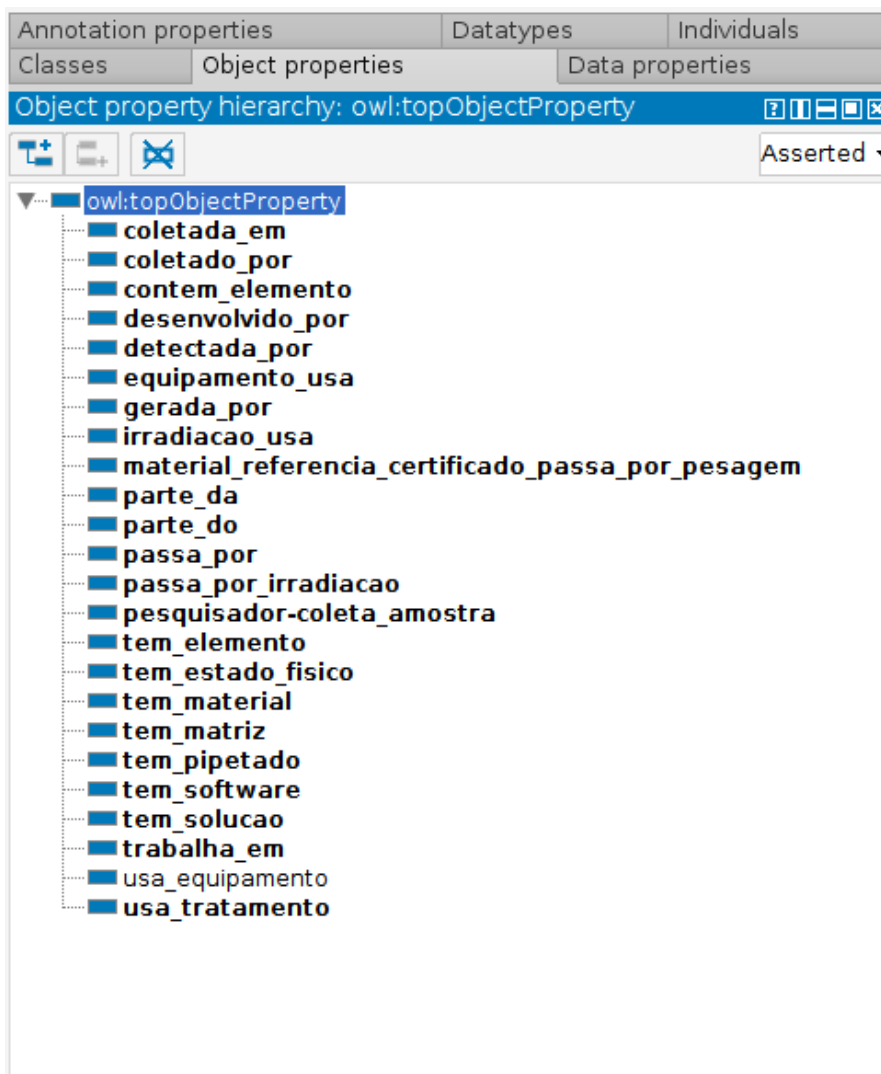 Annotation properties Datatypes Individuals
Classes Object properties Data properties
Object property hierarchy: owl:topObjectProperty
Asserted
owl:topObjectProperty
coletada_em
coletado_por
contem_elemento
desenvolvido_por
detectada_por
equipamento_usa
gerada_por
irradiacao_usa
material_referencia_certificado_passa_por_pesagem
parte_da
parte_do
passa_por
passa_por_irradiacao
pesquisador-coleta_amostra
tem_elemento
tem_estado_fisico
tem_material
tem_matriz
tem_pipetado
tem_software
tem_solucao
trabalha_em
usa_equipamento
usa_tratamento